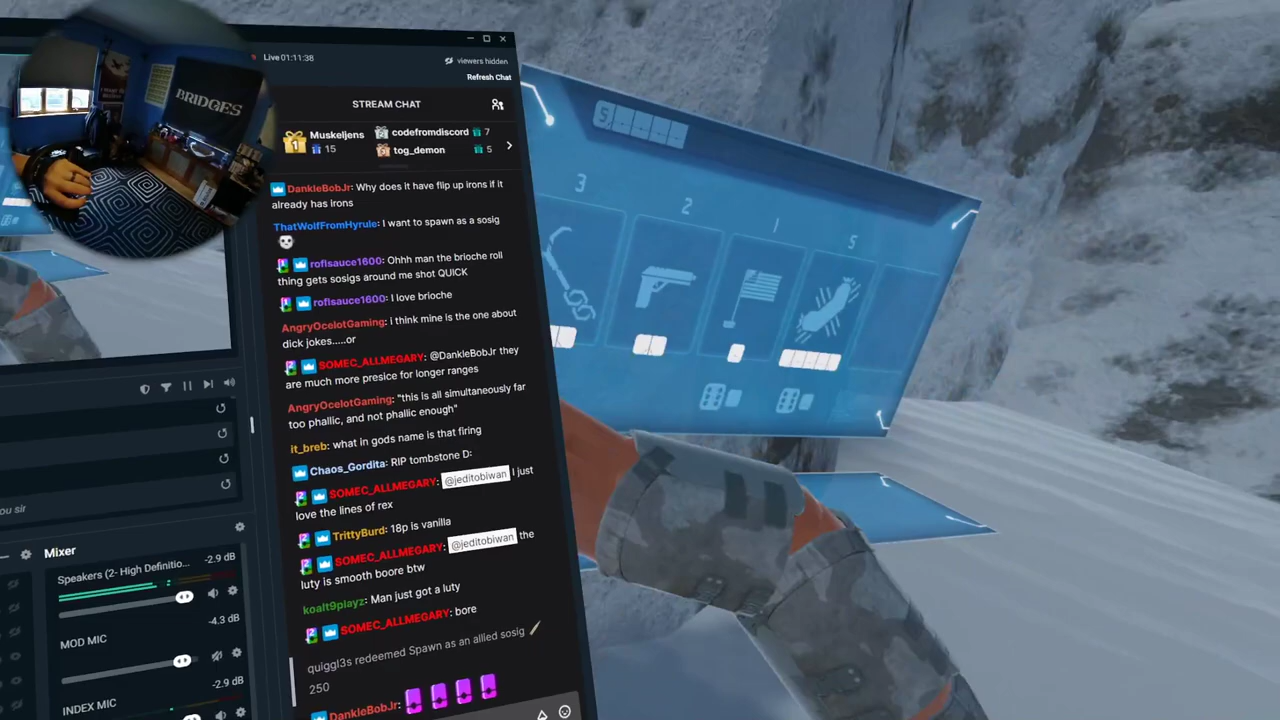 BRIDGES
Live 01:11:38
viewers hidden
Refresh Chat
STREAM CHAT
1 Muskeljens
15
2 codefromdiscord 7
3 tog_demon 5
DankleBobJr: Why does it have flip up irons if it
already has irons
ThatWolfFromHyrule: I want to spawn as a sosig
roflsauce1600: Ohhh man the brioche roll
thing gets sosigs around me shot QUICK
roflsauce1600: I love brioche
AngryOcelotGaming: I think mine is the one about
dick jokes.....or
SOMEC_ALLMEGARY: @DankleBobJr they
are much more presice for longer ranges
AngryOcelotGaming: "this is all simultaneously far
too phallic, and not phallic enough"
it_breb: what in gods name is that firing
Chaos_Gordita: RIP tombstone D:
SOMEC_ALLMEGARY: @jeditobiwan I just
love the lines of rex
TrittyBurd: 18p is vanilla
SOMEC_ALLMEGARY: @jeditobiwan the
luty is smooth boore btw
koalt9playz: Man just got a luty
SOMEC_ALLMEGARY: bore
quiggl3s redeemed Spawn as an allied sosig
250
DankleBobJr:
ou sir
Mixer
Speakers (2- High Definitio...
-2.9 dB
MOD MIC
-4.3 dB
INDEX MIC
-2.9 dB
S
3
2
1
5